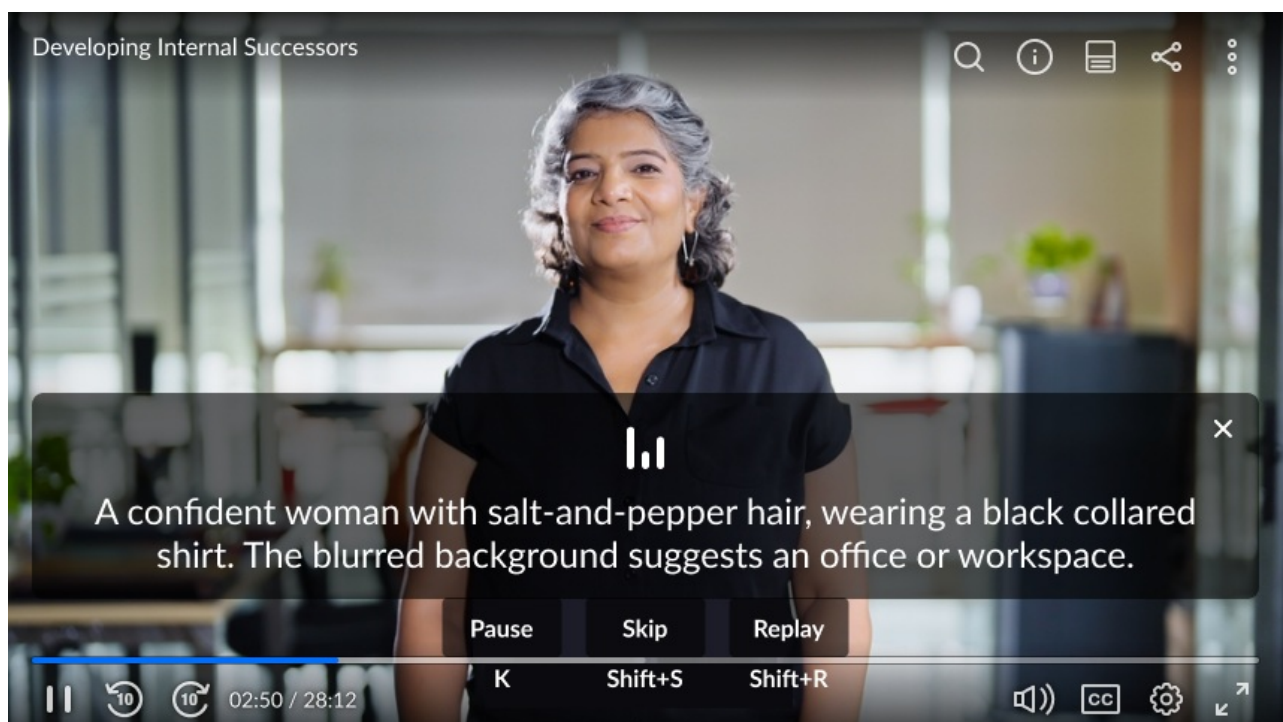 Developing Internal Successors
A confident woman with salt-and-pepper hair, wearing a black collared
shirt. The blurred background suggests an office or workspace.
Pause Skip Replay
K Shift+S Shift+R
10 10 02:50 / 28:12 CC